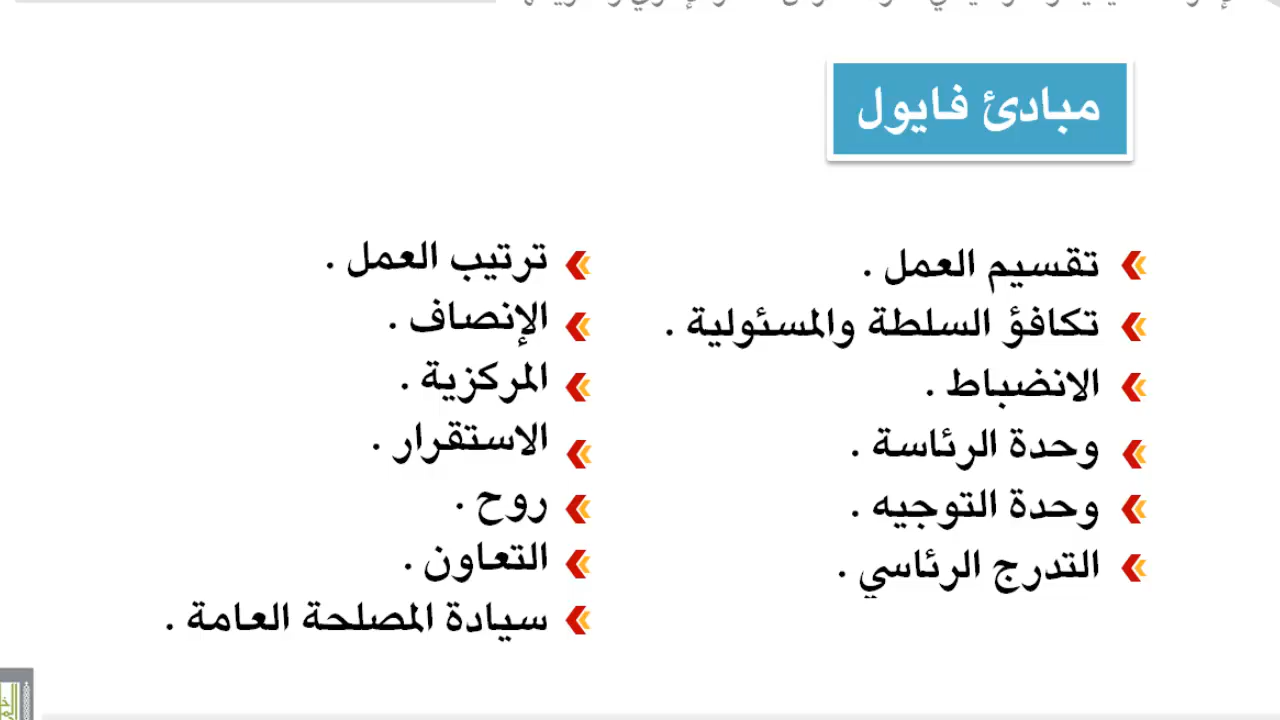 مبادئ فايول
تقسيم العمل .
تكافؤ السلطة والمسئولية .
الانضباط .
وحدة الرئاسة .
وحدة التوجيه .
التدرج الرئاسي .
ترتيب العمل .
الإنصاف .
المركزية .
الاستقرار .
روح .
التعاون .
سيادة المصلحة العامة .